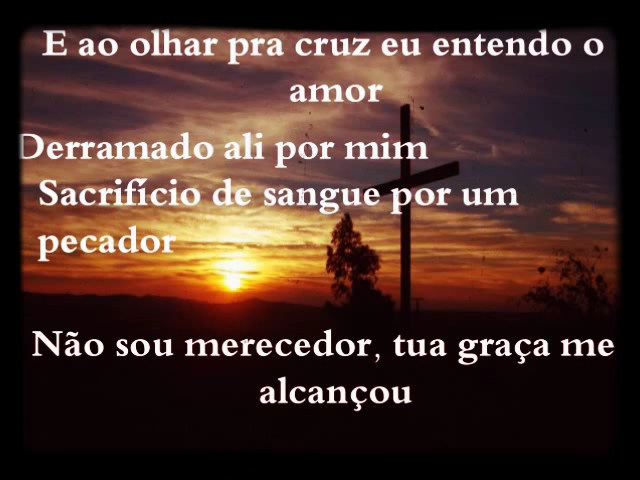 E ao olhar pra cruz eu entendo o
amor
Derramado ali por mim
Sacrifício de sangue por um
pecador
Não sou merecedor, tua graça me
alcançou